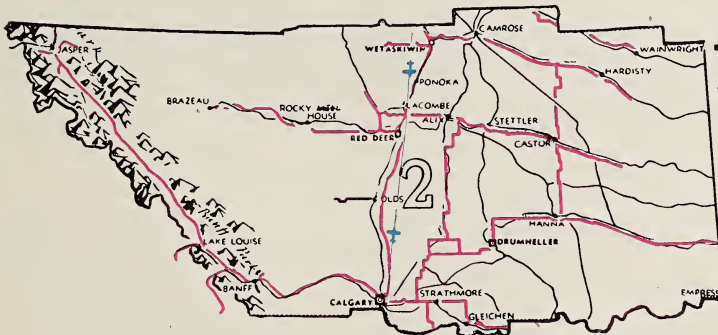 CAMROSE
JASPER
WETASKIWIN
WAINWRIGHT
HARDISTY
PONOKA
BRAZEAU
LACOMBE
ROCKY MTN.
HOUSE
ALIX
STETTLER
RED DEER
CASTOR
2
OLDS
HANNA
LAKE LOUISE
DRUMHELLER
BANFF
EMPRESS
CALGARY
STRATHMORE
GLEICHEN